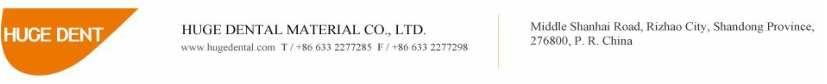 HUGE DENT
HUGE DENTAL MATERIAL CO., LTD.
www.hugedental.com T / +86 633 2277285 F / +86 633 2277298
Middle Shanhai Road, Rizhao City, Shandong Province,
276800, P. R. China